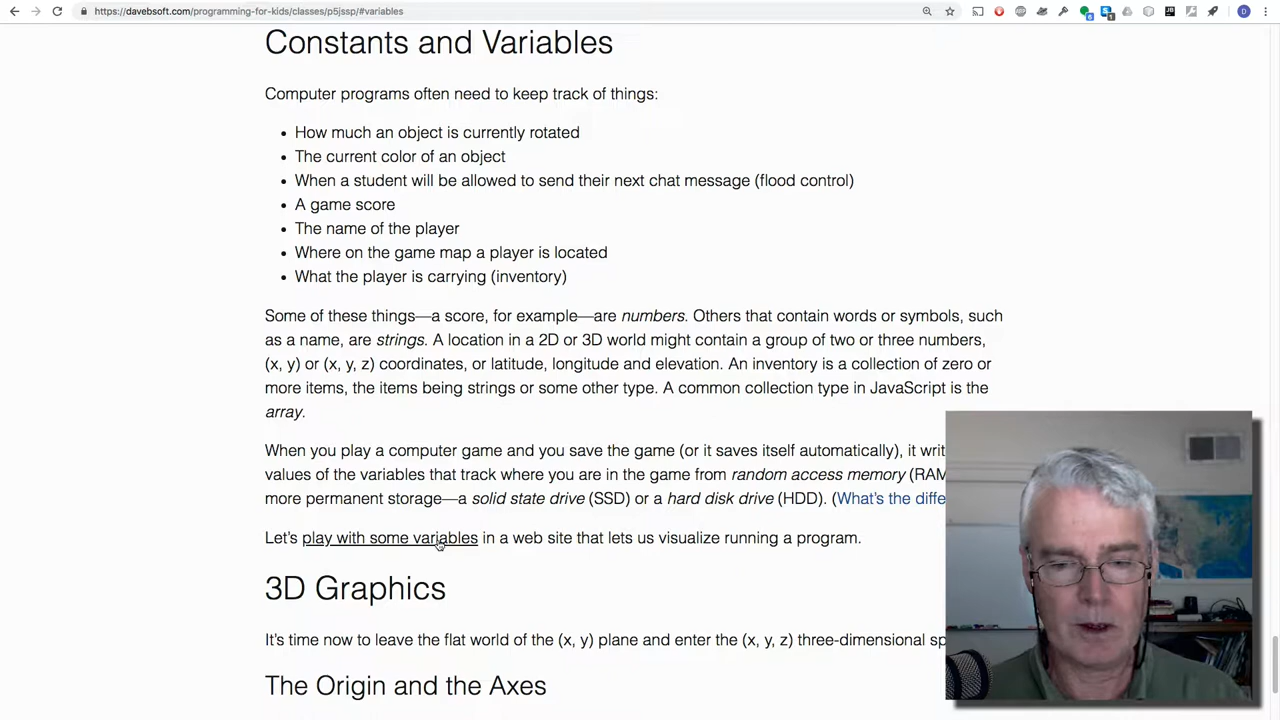 https://davebsoft.com/programming-for-kids/classes/p5jssp/#variables
Constants and Variables
Computer programs often need to keep track of things:
• How much an object is currently rotated
• The current color of an object
• When a student will be allowed to send their next chat message (flood control)
• A game score
• The name of the player
• Where on the game map a player is located
• What the player is carrying (inventory)
Some of these things—a score, for example—are numbers. Others that contain words or symbols, such
as a name, are strings. A location in a 2D or 3D world might contain a group of two or three numbers,
(x, y) or (x, y, z) coordinates, or latitude, longitude and elevation. An inventory is a collection of zero or
more items, the items being strings or some other type. A common collection type in JavaScript is the
array.
When you play a computer game and you save the game (or it saves itself automatically), it writ
values of the variables that track where you are in the game from random access memory (RAM
more permanent storage—a solid state drive (SSD) or a hard disk drive (HDD). (What's the diffe
Let's play with some variables in a web site that lets us visualize running a program.
3D Graphics
It's time now to leave the flat world of the (x, y) plane and enter the (x, y, z) three-dimensional sp
The Origin and the Axes